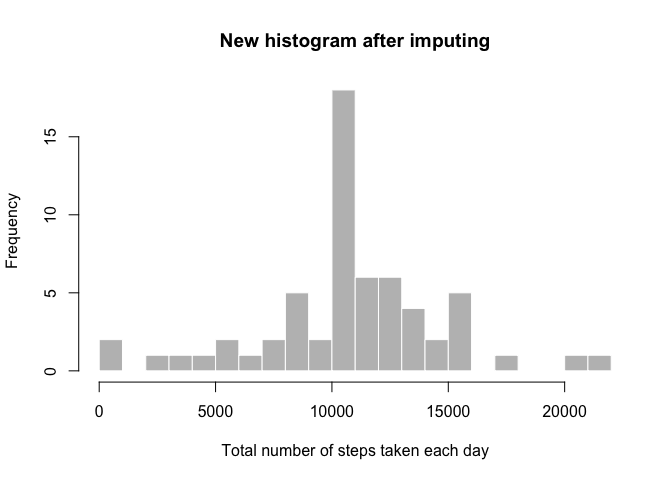 New histogram after imputing
Frequency
15
10
5
0
0 5000 10000 15000 20000
Total number of steps taken each day